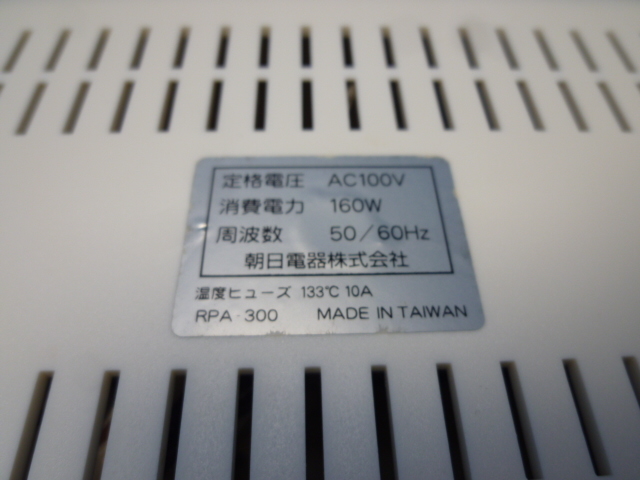 定格電圧 AC100V
消費電力 160W
周波数 50/60Hz
朝日電器株式会社
温度ヒューズ 133℃ 10A
RPA-300 MADE IN TAIWAN